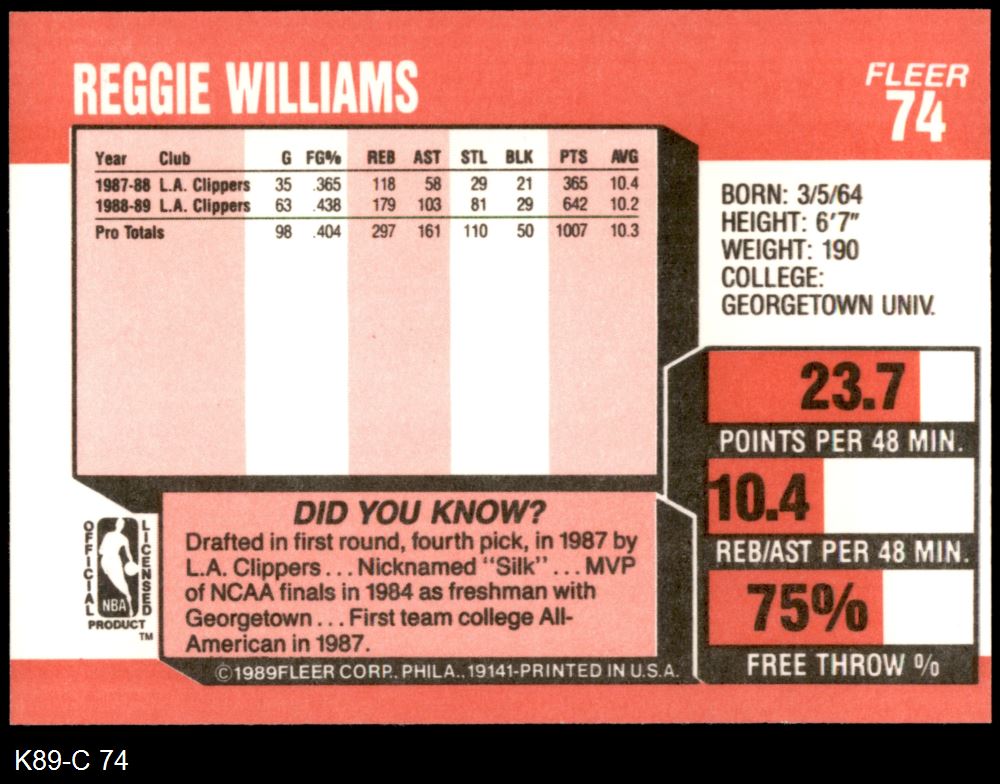 REGGIE WILLIAMS
FLEER
74
Year Club G FG% REB AST STL BLK PTS AVG
1987-88 L.A. Clippers 35 .365 118 58 29 21 365 10.4
1988-89 L.A. Clippers 63 .438 179 103 81 29 642 10.2
Pro Totals 98 .404 297 161 110 50 1007 10.3
BORN: 3/5/64
HEIGHT: 6'7"
WEIGHT: 190
COLLEGE:
GEORGETOWN UNIV.
23.7
POINTS PER 48 MIN.
10.4
REB/AST PER 48 MIN.
75%
FREE THROW %
DID YOU KNOW?
Drafted in first round, fourth pick, in 1987 by
L.A. Clippers...Nicknamed "Silk"...MVP
of NCAA finals in 1984 as freshman with
Georgetown...First team college All-
American in 1987.
OFFICIAL
NBA
LICENSED
PRODUCT
TM
©1989FLEER CORP. PHILA., 19141-PRINTED IN U.S.A.
K89-C 74